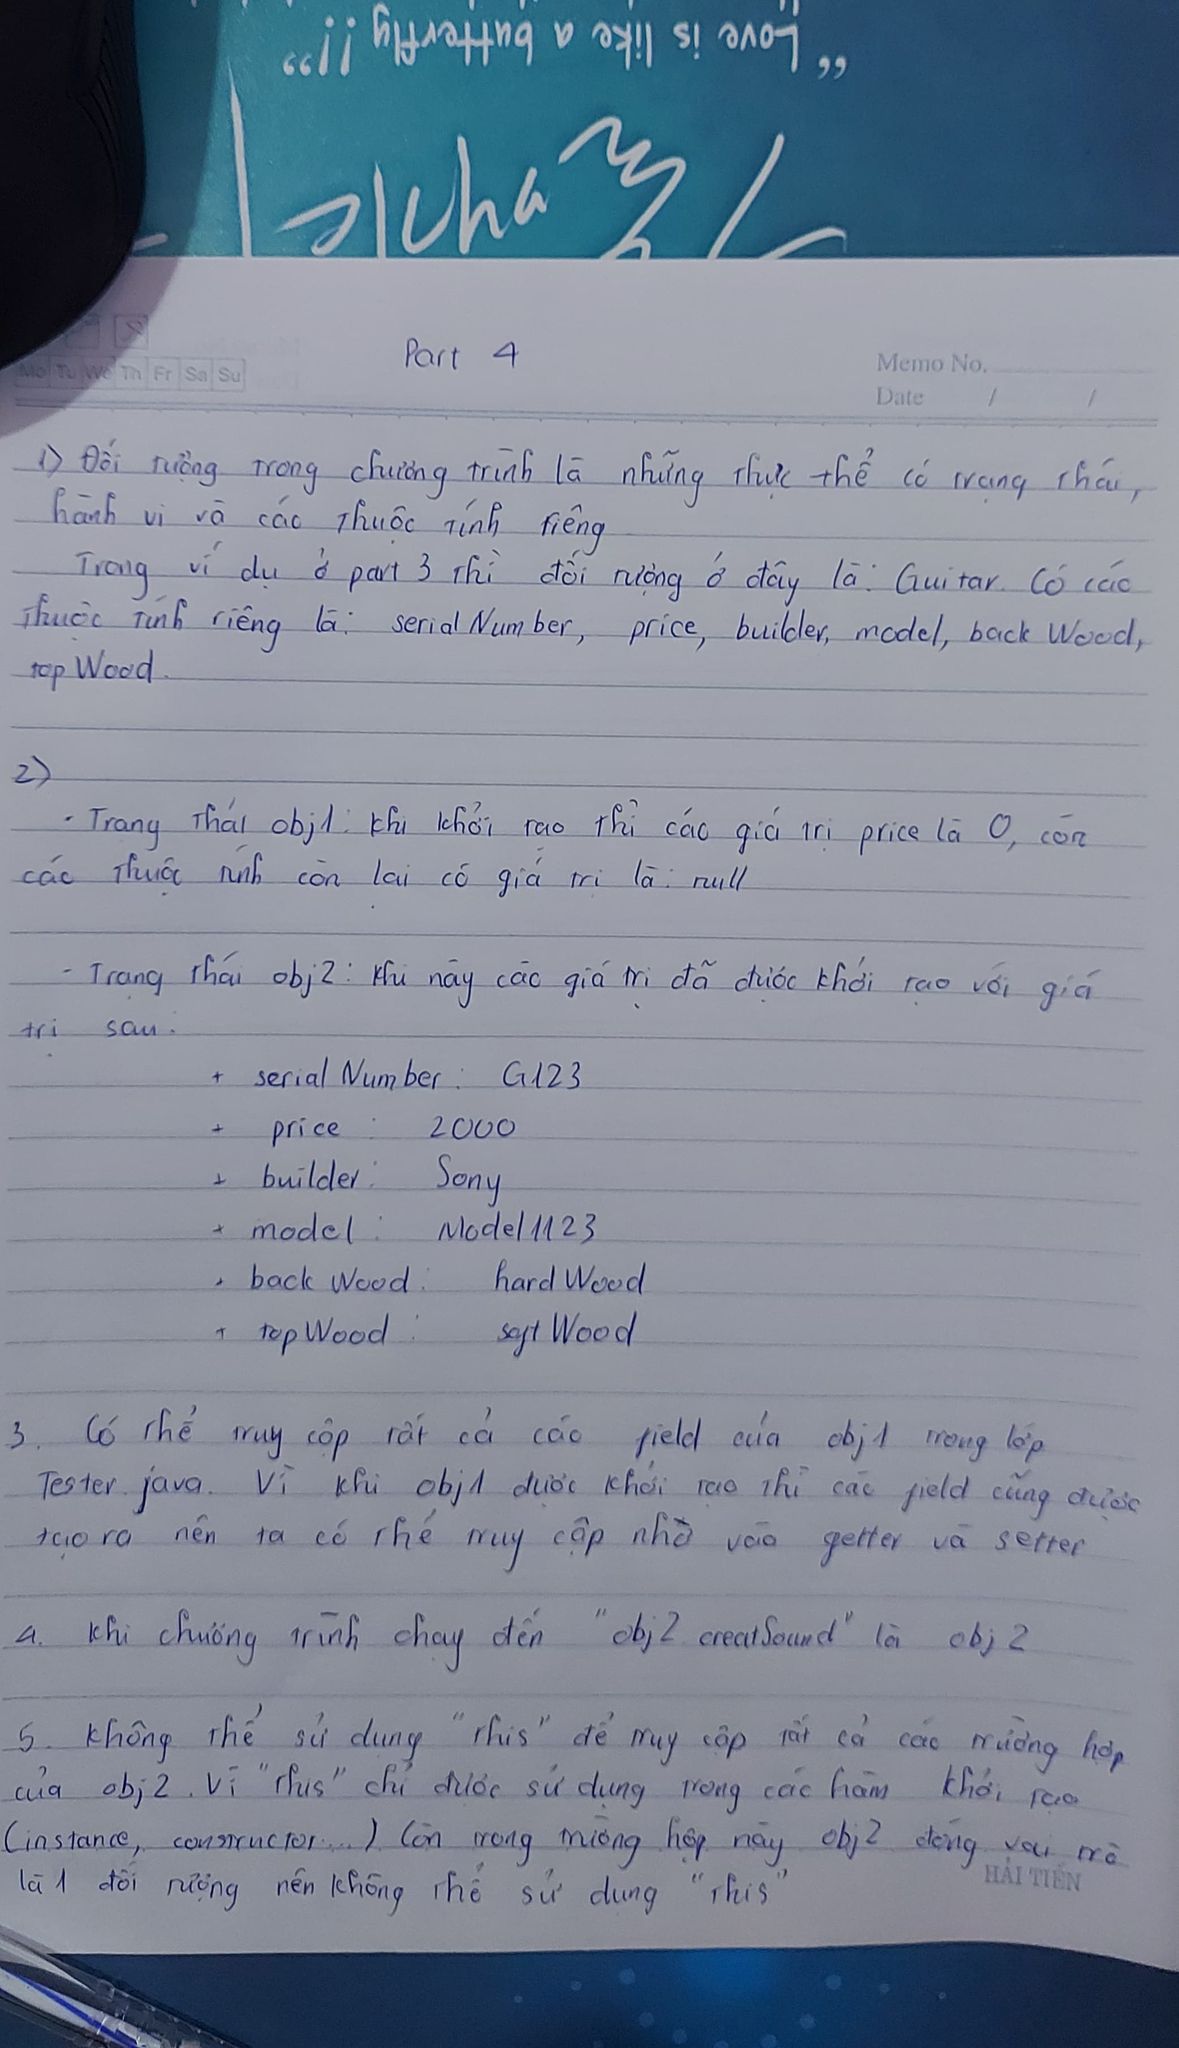 “Love is like a butterfly !!”
Part 4
Mo Tu We Th Fr Sa Su
Memo No.
Date / /
1) Đối tượng trong chương trình là những thực thể có trạng thái,
hành vi và các thuộc tính riêng
Trong ví dụ ở part 3 thì đối tượng ở đây là: Guitar. Có các
thuộc tính riêng là: serialNumber, price, builder, model, backWood,
topWood.
2)
- Trạng thái obj1: Khi khởi tạo thì các giá trị price là 0, còn
các thuộc tính còn lại có giá trị là: null
- Trạng thái obj2: Khi này các giá trị đã được khởi tạo với giá
trị sau:
+ serialNumber: G123
+ price: 2000
+ builder: Sony
+ model: Model1123
+ backWood: hardWood
+ topWood: softWood
3. Có thể truy cập tất cả các field của obj1 trong lớp
Tester.java. Vì khi obj1 được khởi tạo thì các field cũng được
tạo ra nên ta có thể truy cập nhờ vào getter và setter
4. Khi chương trình chạy đến "obj2.creatSound" là obj2
5. Không thể sử dụng "this" để truy cập tất cả các trường hợp
của obj2. Vì "this" chỉ được sử dụng trong các hàm khởi tạo
(instance, constructor...) Còn trong trường hợp này obj2 đóng vai trò
là 1 đối tượng nên không thể sử dụng "this"
HẢI TIẾN